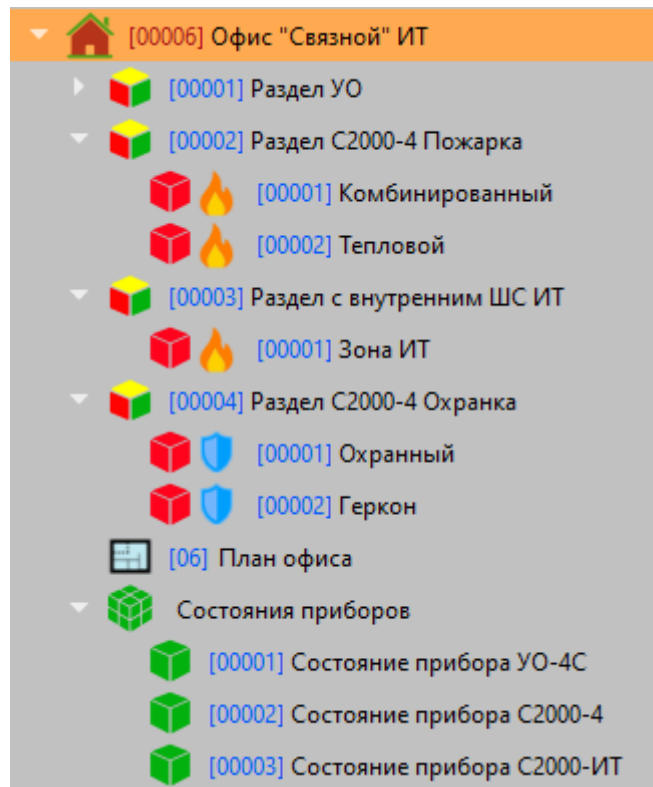 [00006] Офис "Связной" ИТ
[00001] Раздел УО
[00002] Раздел С2000-4 Пожарка
[00001] Комбинированный
[00002] Тепловой
[00003] Раздел с внутренним ШС ИТ
[00001] Зона ИТ
[00004] Раздел С2000-4 Охранка
[00001] Охранный
[00002] Геркон
[06] План офиса
Состояния приборов
[00001] Состояние прибора УО-4С
[00002] Состояние прибора С2000-4
[00003] Состояние прибора С2000-ИТ